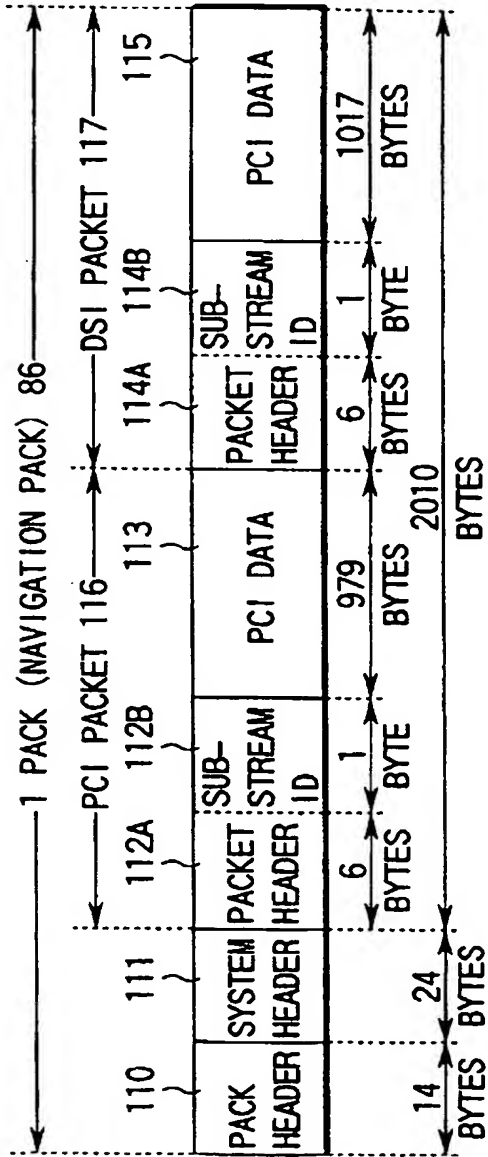 1 PACK (NAVIGATION PACK) 86
PCI PACKET 116
DSI PACKET 117
110
111
112A
112B
113
114A
114B
115
PACK
HEADER
SYSTEM
HEADER
PACKET
HEADER
SUB-
STREAM
ID
PCI DATA
PACKET
HEADER
SUB-
STREAM
ID
PCI DATA
14
BYTES
24
BYTES
6
BYTES
1
BYTE
979
BYTES
6
BYTES
1
BYTE
1017
BYTES
2010
BYTES